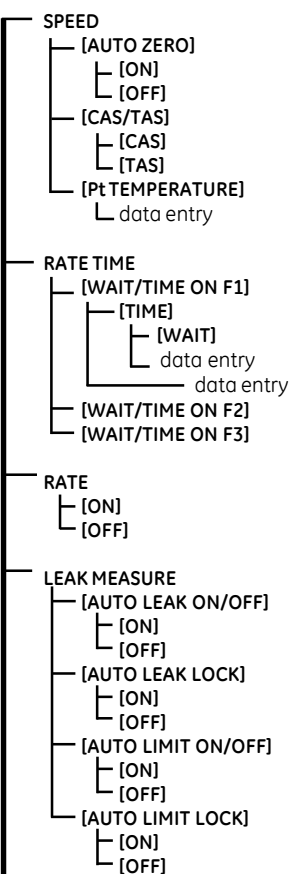 SPEED
[AUTO ZERO]
[ON]
[OFF]
[CAS/TAS]
[CAS]
[TAS]
[Pt TEMPERATURE]
data entry
RATE TIME
[WAIT/TIME ON F1]
[TIME]
[WAIT]
data entry
data entry
[WAIT/TIME ON F2]
[WAIT/TIME ON F3]
RATE
[ON]
[OFF]
LEAK MEASURE
[AUTO LEAK ON/OFF]
[ON]
[OFF]
[AUTO LEAK LOCK]
[ON]
[OFF]
[AUTO LIMIT ON/OFF]
[ON]
[OFF]
[AUTO LIMIT LOCK]
[ON]
[OFF]